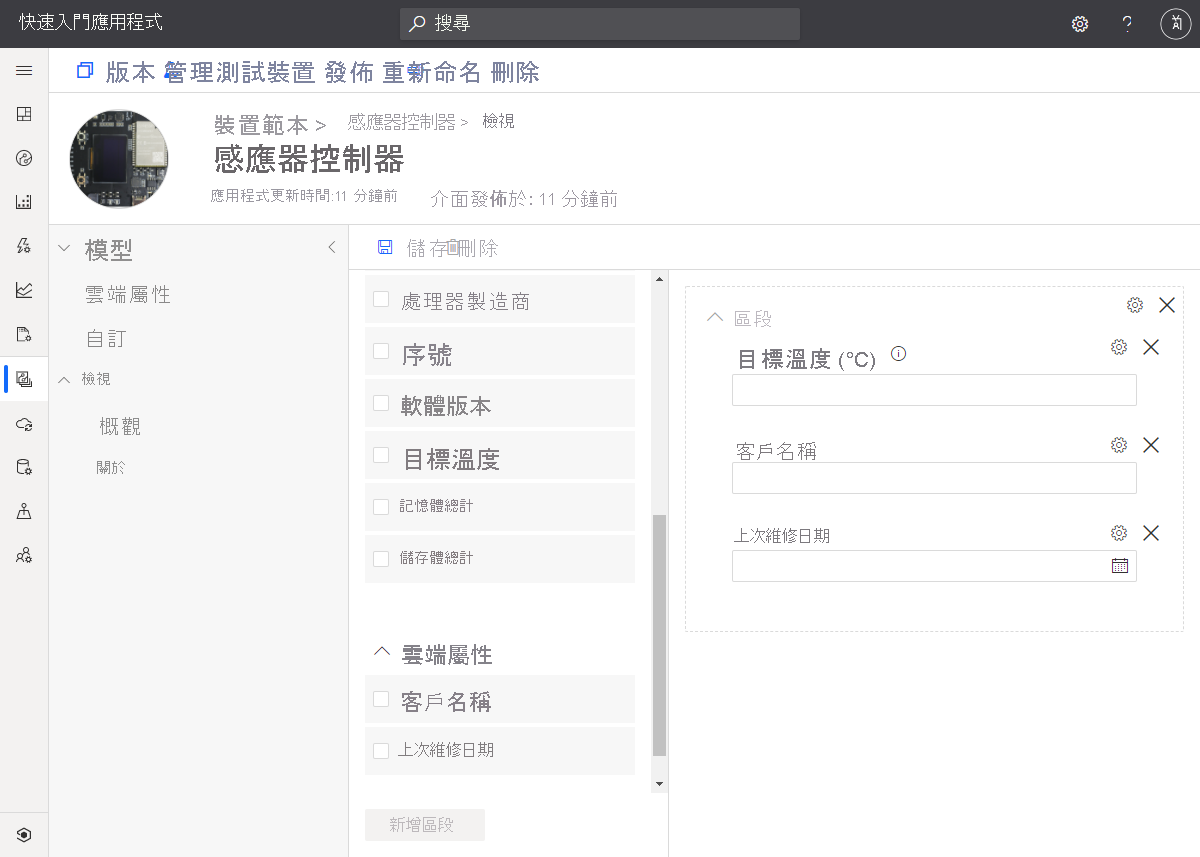 快速入門應用程式
搜尋
?
版本 管理測試裝置 發佈 重新命名 刪除
裝置範本 > 感應器控制器 > 檢視
感應器控制器
應用程式更新時間:11 分鐘前 介面發佈於: 11 分鐘前
模型
雲端屬性
自訂
檢視
概觀
關於
儲存 刪除
處理器製造商
序號
軟體版本
目標溫度
記憶體總計
儲存體總計
雲端屬性
客戶名稱
上次維修日期
新增區段
區段
目標溫度 (°C)
客戶名稱
上次維修日期